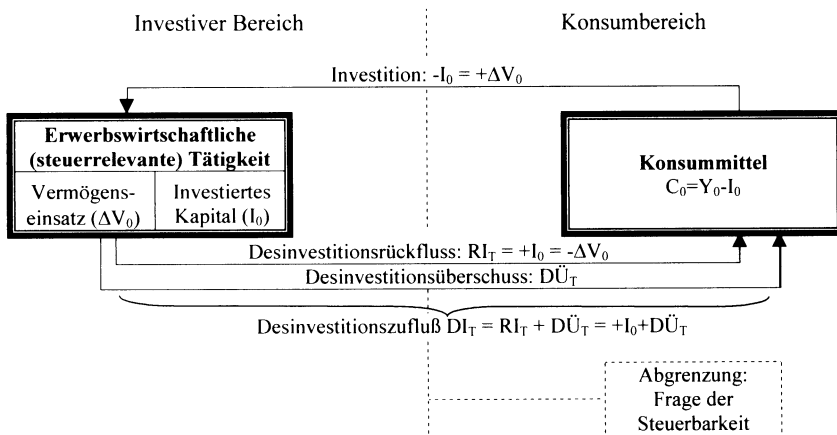 Investiver Bereich
Konsumbereich
Investition: -I₀ = +ΔV₀
Erwerbswirtschaftliche
(steuerrelevante) Tätigkeit
Vermögens-
einsatz (ΔV₀)
Investiertes
Kapital (I₀)
Konsummittel
C₀=Y₀-I₀
Desinvestitionsrückfluss: RI_T = +I₀ = -ΔV₀
Desinvestitionsüberschuss: DÜ_T
Desinvestitionszufluß DI_T = RI_T + DÜ_T = +I₀+DÜ_T
Abgrenzung:
Frage der
Steuerbarkeit